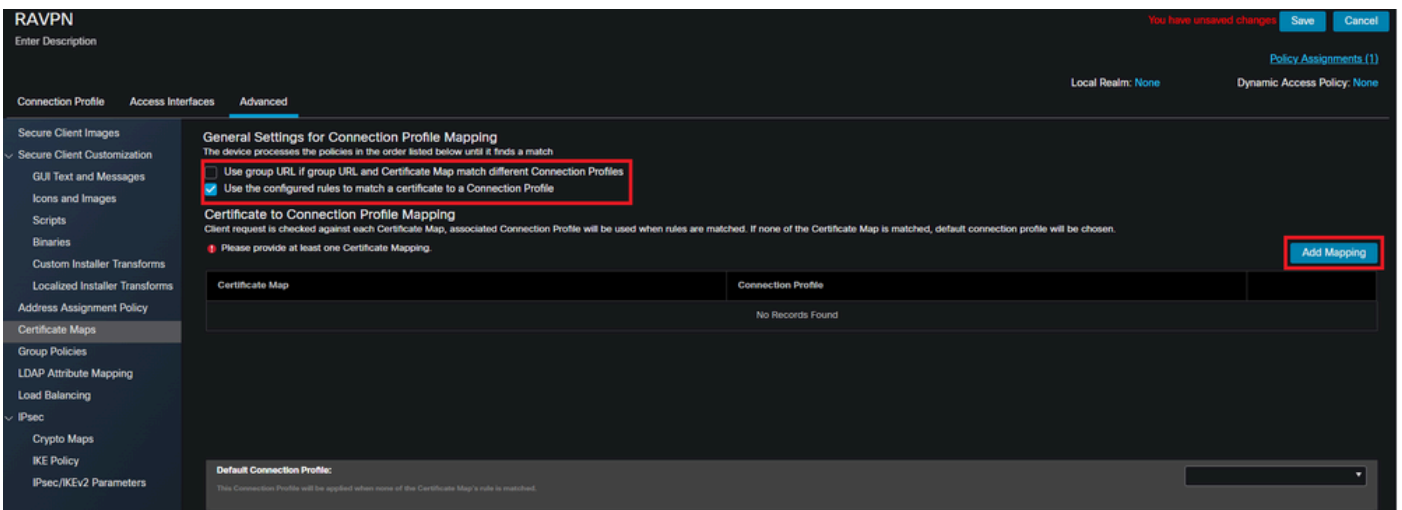 RAVPN
You have unsaved changes Save Cancel
Enter Description
Policy Assignments (1)
Local Realm: None Dynamic Access Policy: None
Connection Profile Access Interfaces Advanced
Secure Client Images
Secure Client Customization
GUI Text and Messages
Icons and Images
Scripts
Binaries
Custom Installer Transforms
Localized Installer Transforms
Address Assignment Policy
Certificate Maps
Group Policies
LDAP Attribute Mapping
Load Balancing
IPsec
Crypto Maps
IKE Policy
IPsec/IKEv2 Parameters
General Settings for Connection Profile Mapping
The device processes the policies in the order listed below until it finds a match
Use group URL if group URL and Certificate Map match different Connection Profiles
Use the configured rules to match a certificate to a Connection Profile
Certificate to Connection Profile Mapping
Client request is checked against each Certificate Map, associated Connection Profile will be used when rules are matched. If none of the Certificate Map is matched, default connection profile will be chosen.
Please provide at least one Certificate Mapping.
Add Mapping
Certificate Map Connection Profile
No Records Found
Default Connection Profile:
This Connection Profile will be applied when none of the Certificate Map's rule is matched.